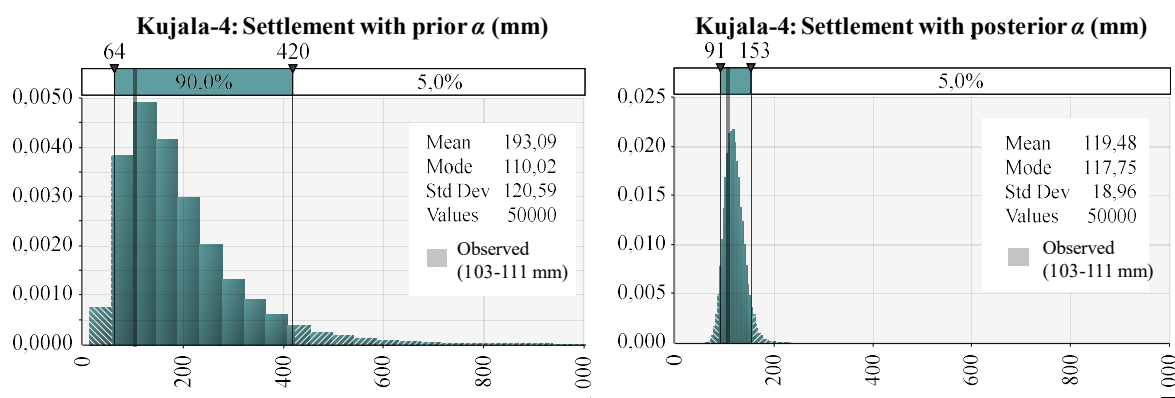 Kujala-4: Settlement with prior α (mm)
64
420
90,0%
5,0%
0,0050
0,0040
0,0030
0,0020
0,0010
0,0000
Mean 193,09
Mode 110,02
Std Dev 120,59
Values 50000
Observed
(103-111 mm)
0
200
400
600
800
000
Kujala-4: Settlement with posterior α (mm)
91
153
5,0%
0,025
0,020
0,015
0,010
0,005
0,000
Mean 119,48
Mode 117,75
Std Dev 18,96
Values 50000
Observed
(103-111 mm)
0
200
400
600
800
000